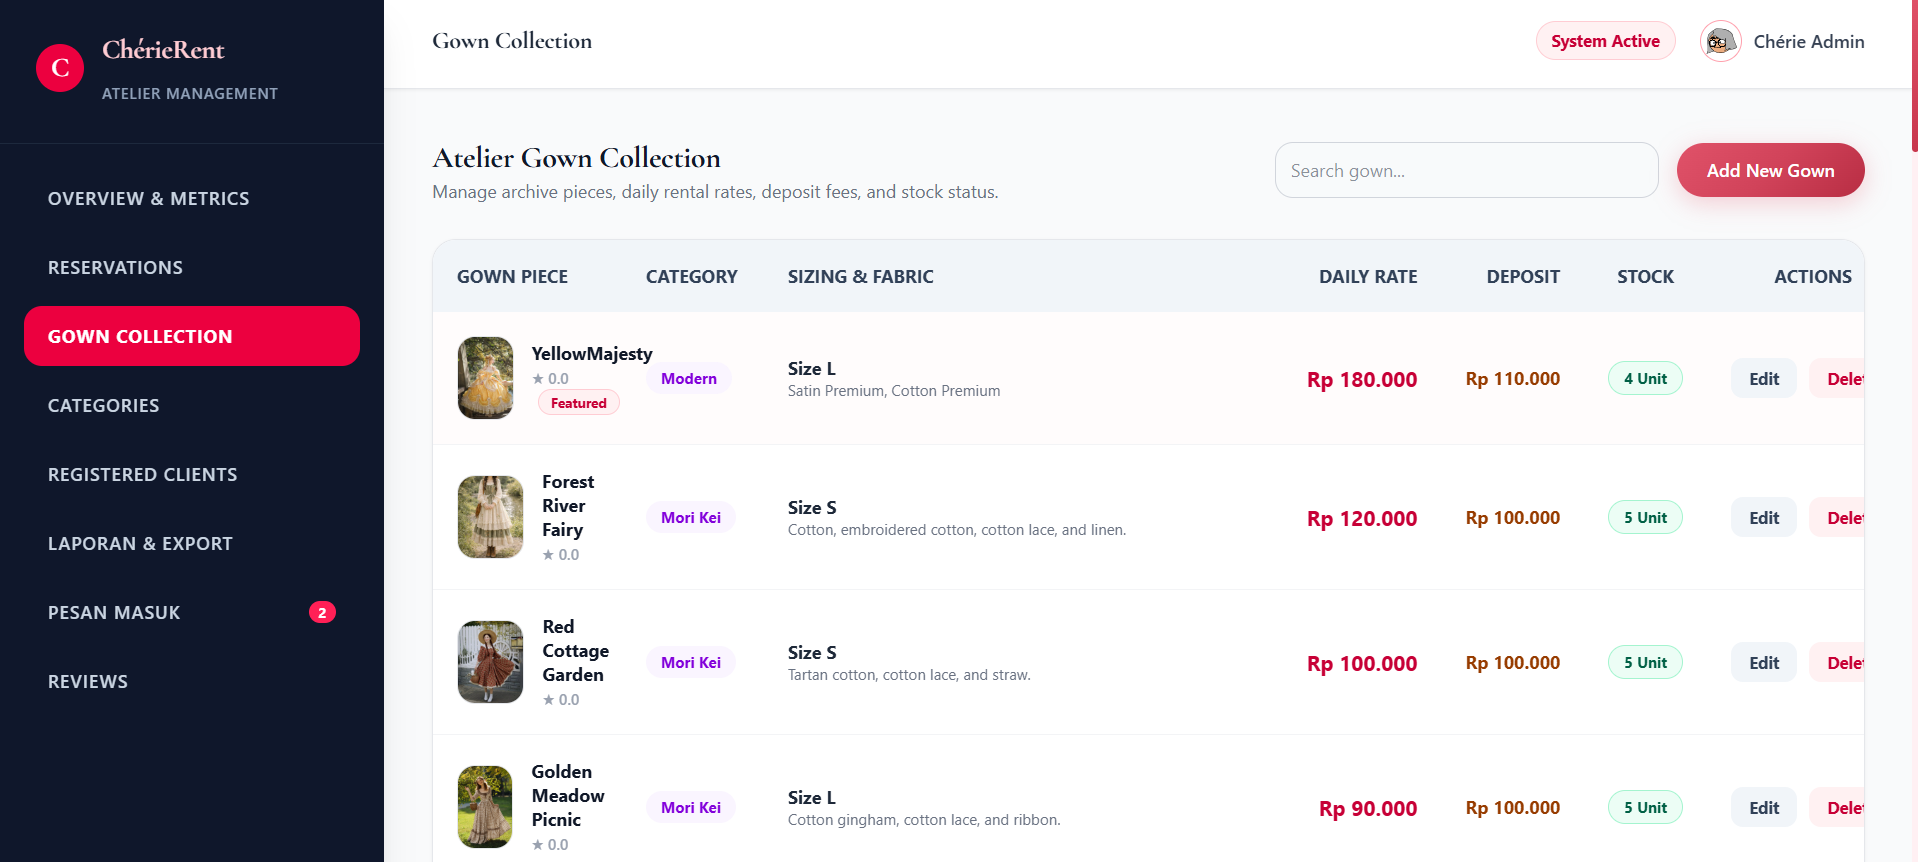 C
ChérieRent
ATELIER MANAGEMENT
OVERVIEW & METRICS
RESERVATIONS
GOWN COLLECTION
CATEGORIES
REGISTERED CLIENTS
LAPORAN & EXPORT
PESAN MASUK 2
REVIEWS
Gown Collection
System Active
Chérie Admin
Atelier Gown Collection
Manage archive pieces, daily rental rates, deposit fees, and stock status.
Search gown...
Add New Gown
GOWN PIECE CATEGORY SIZING & FABRIC DAILY RATE DEPOSIT STOCK ACTIONS
YellowMajesty
★ 0.0
Featured
Modern
Size L
Satin Premium, Cotton Premium
Rp 180.000
Rp 110.000
4 Unit
Edit
Delet
Forest
River
Fairy
★ 0.0
Mori Kei
Size S
Cotton, embroidered cotton, cotton lace, and linen.
Rp 120.000
Rp 100.000
5 Unit
Edit
Delet
Red
Cottage
Garden
★ 0.0
Mori Kei
Size S
Tartan cotton, cotton lace, and straw.
Rp 100.000
Rp 100.000
5 Unit
Edit
Delet
Golden
Meadow
Picnic
★ 0.0
Mori Kei
Size L
Cotton gingham, cotton lace, and ribbon.
Rp 90.000
Rp 100.000
5 Unit
Edit
Delet